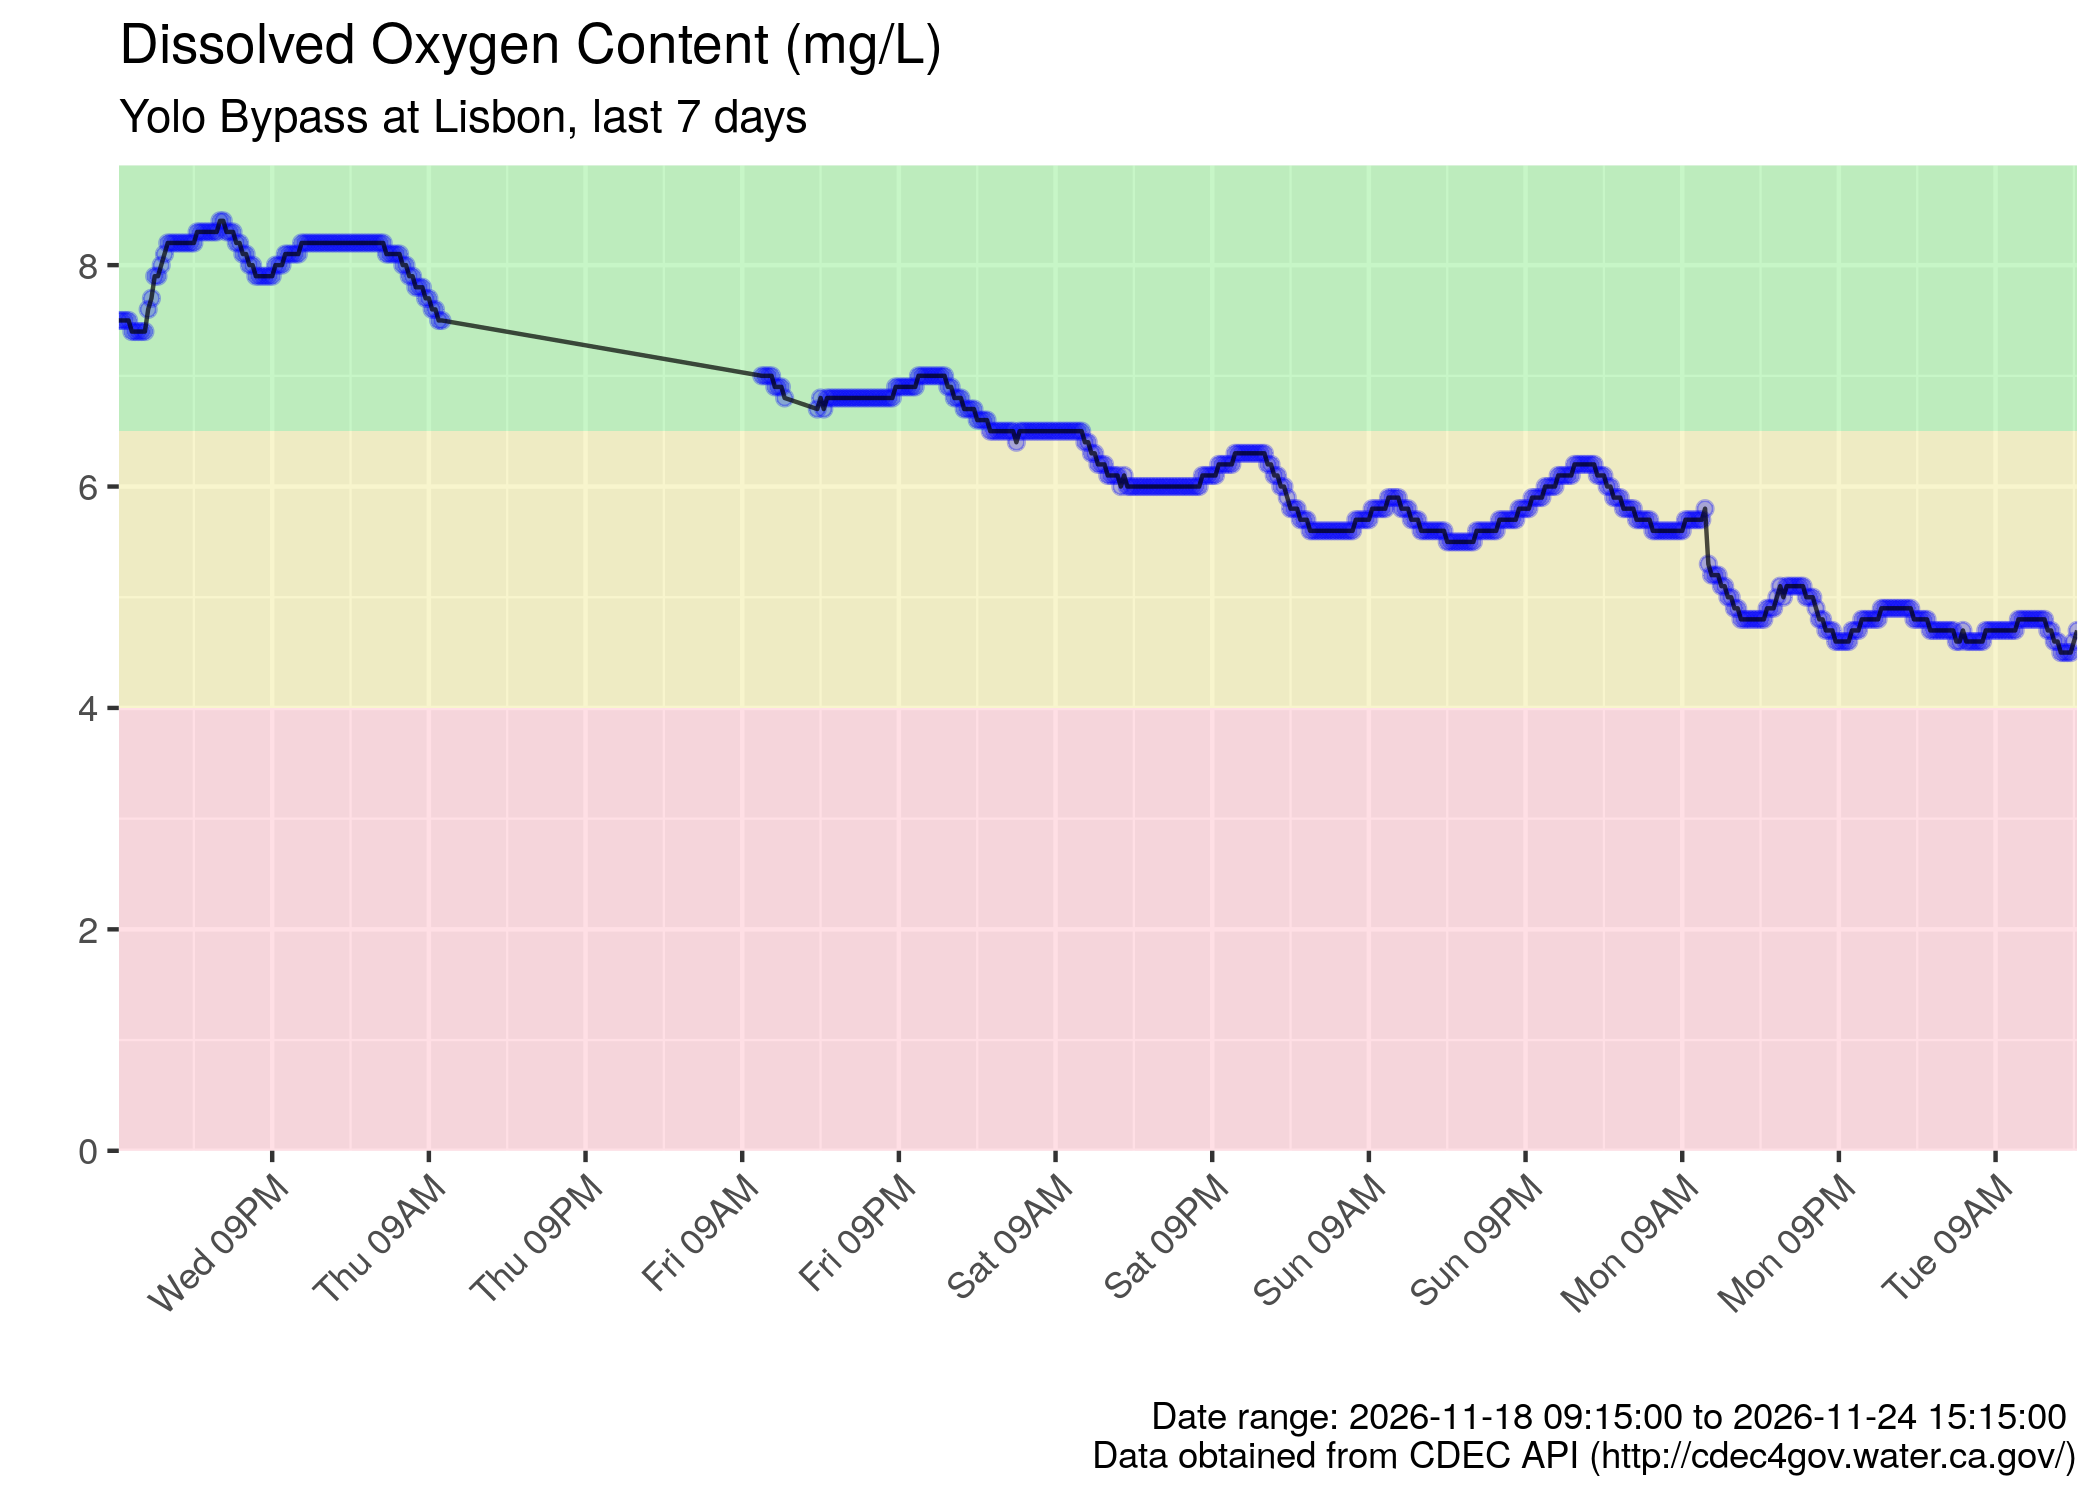 Dissolved Oxygen Content (mg/L)
Yolo Bypass at Lisbon, last 7 days
8
6
4
2
0
Wed 09PM
Thu 09AM
Thu 09PM
Fri 09AM
Fri 09PM
Sat 09AM
Sat 09PM
Sun 09AM
Sun 09PM
Mon 09AM
Mon 09PM
Tue 09AM
Date range: 2026-11-18 09:15:00 to 2026-11-24 15:15:00
Data obtained from CDEC API (http://cdec4gov.water.ca.gov/)